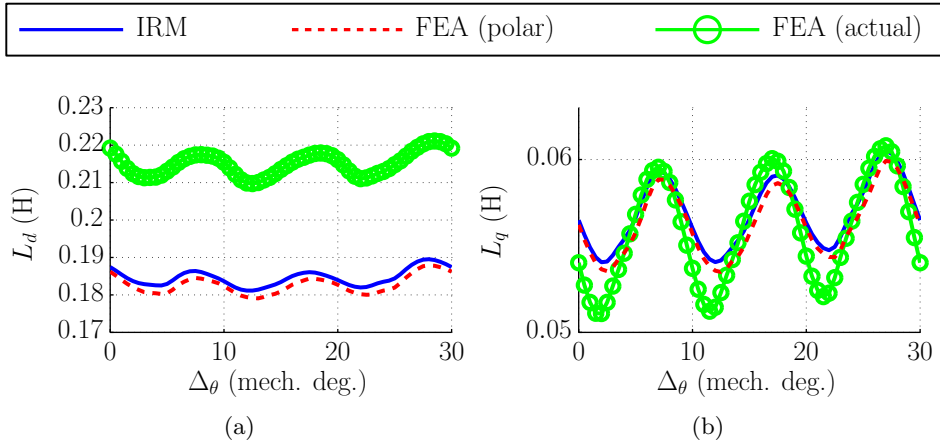 IRM FEA (polar) FEA (actual)
0.23
0.22
0.21
0.2
0.19
0.18
0.17
L_d (H)
0 10 20 30
Δ_θ (mech. deg.)
(a)
0.06
0.05
L_q (H)
0 10 20 30
Δ_θ (mech. deg.)
(b)